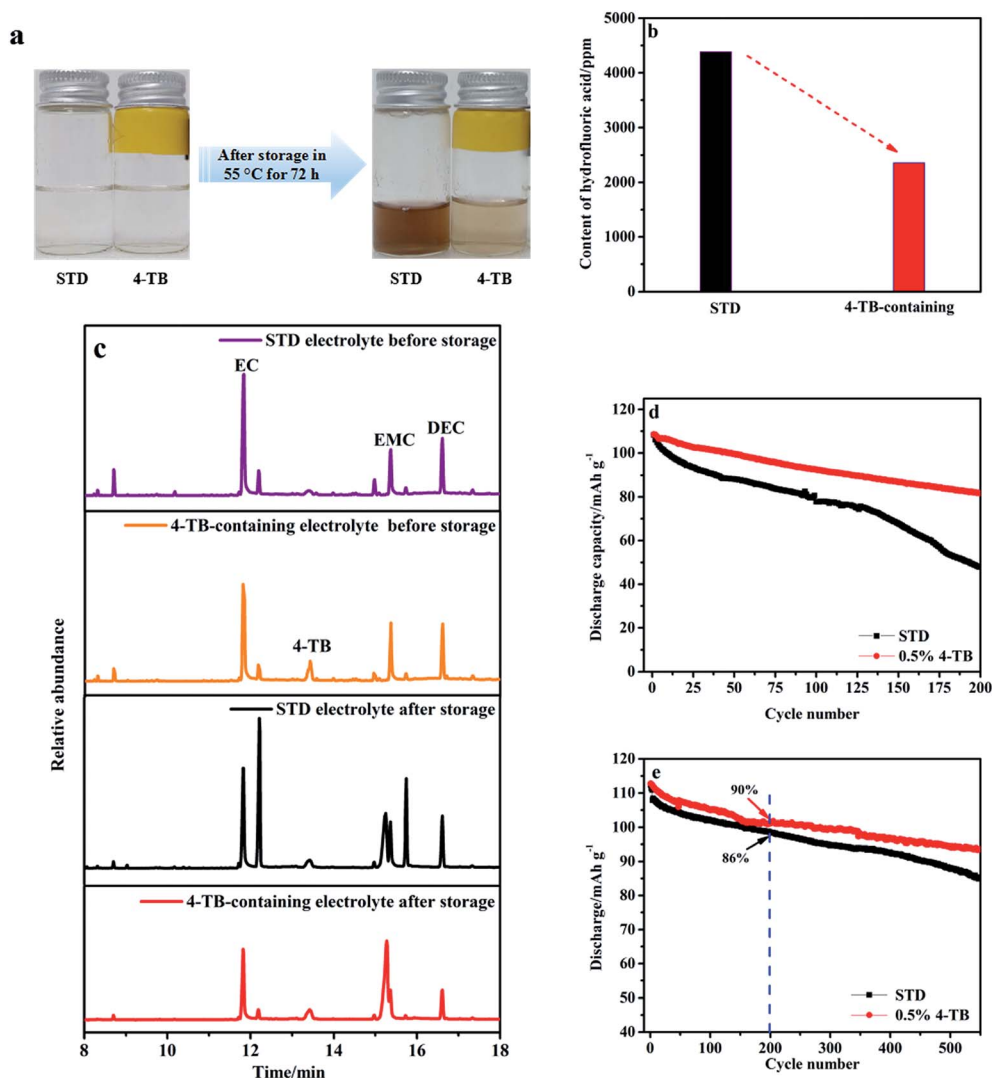 a
After storage in
55 °C for 72 h
STD 4-TB
STD 4-TB
b
Content of hydrofluoric acid/ppm
5000
4000
3000
2000
1000
0
STD 4-TB-containing
c
Relative abundance
STD electrolyte before storage
EC
EMC
DEC
4-TB-containing electrolyte before storage
4-TB
STD electrolyte after storage
4-TB-containing electrolyte after storage
8 10 12 14 16 18
Time/min
d
Discharge capacity/mAh g⁻¹
120
100
80
60
40
20
0
STD
0.5% 4-TB
0 25 50 75 100 125 150 175 200
Cycle number
e
Discharge/mAh g⁻¹
120
110
100
90
80
70
60
50
40
90%
86%
STD
0.5% 4-TB
0 100 200 300 400 500
Cycle number